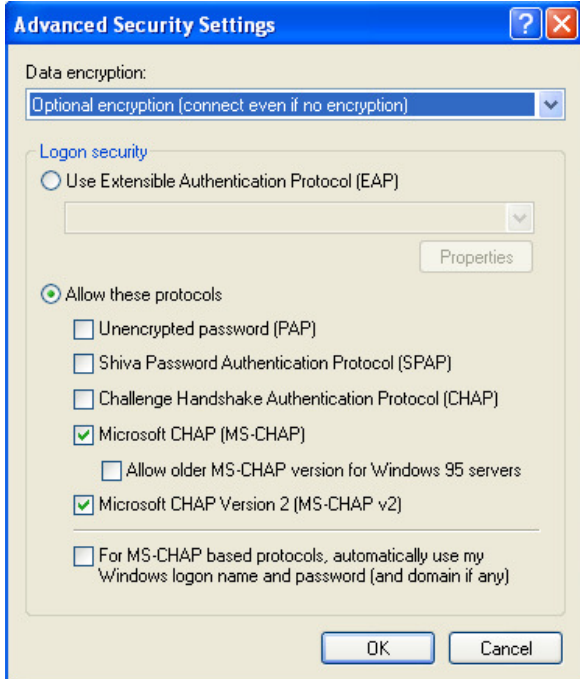 Advanced Security Settings
Data encryption:
Optional encryption (connect even if no encryption)
Logon security
Use Extensible Authentication Protocol (EAP)
Properties
Allow these protocols
Unencrypted password (PAP)
Shiva Password Authentication Protocol (SPAP)
Challenge Handshake Authentication Protocol (CHAP)
Microsoft CHAP (MS-CHAP)
Allow older MS-CHAP version for Windows 95 servers
Microsoft CHAP Version 2 (MS-CHAP v2)
For MS-CHAP based protocols, automatically use my
Windows logon name and password (and domain if any)
OK Cancel